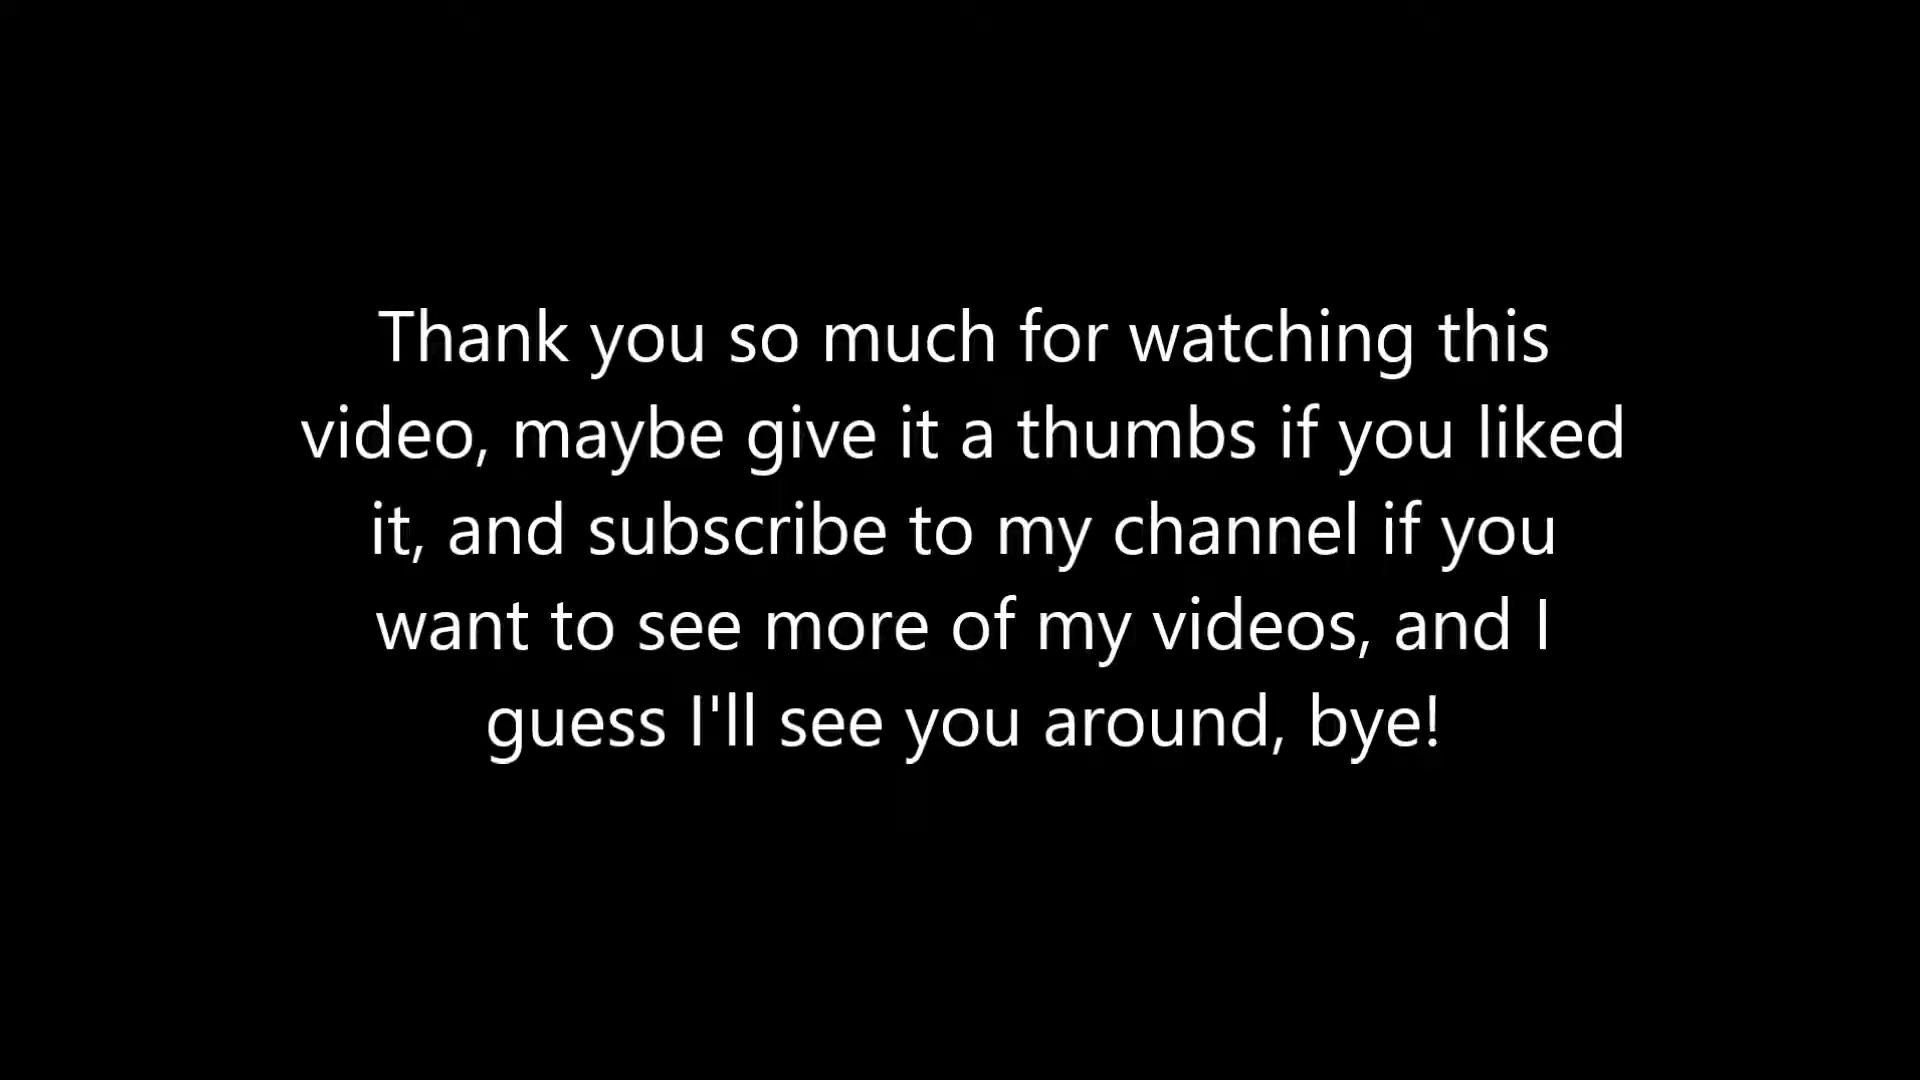 Thank you so much for watching this
video, maybe give it a thumbs if you liked
it, and subscribe to my channel if you
want to see more of my videos, and I
guess I'll see you around, bye!